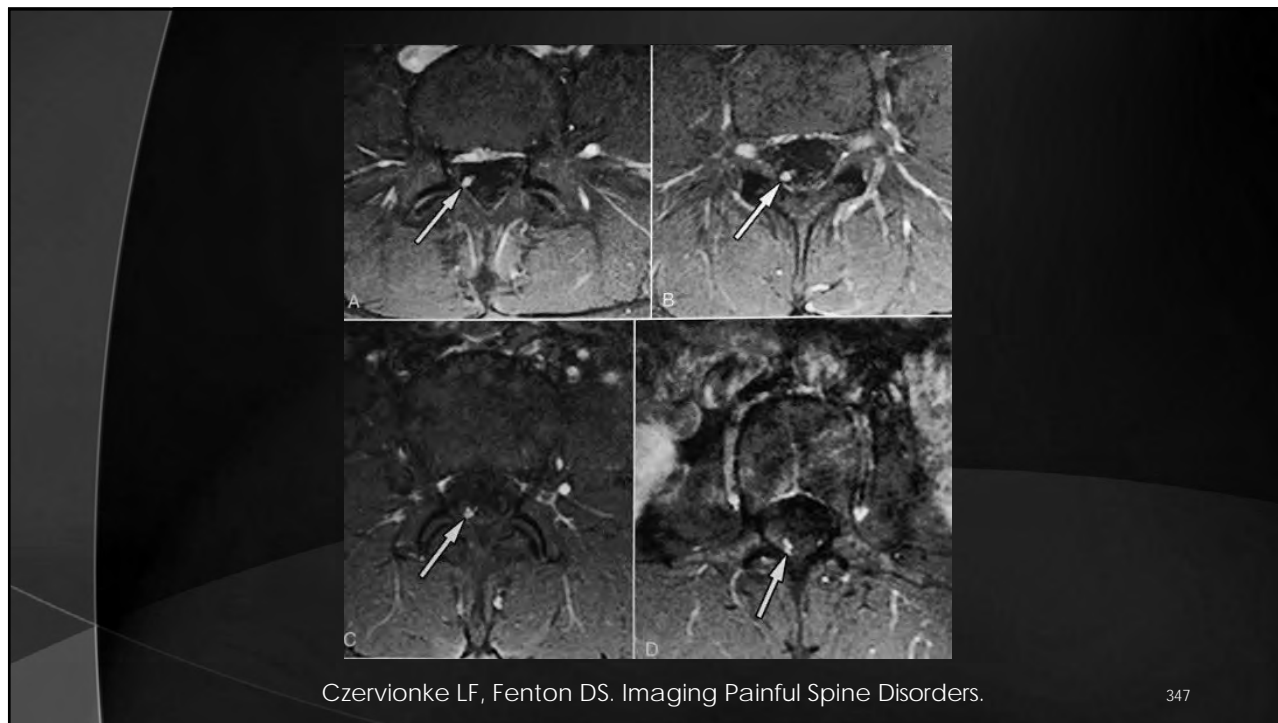 A
B
C
D
Czervionke LF, Fenton DS. Imaging Painful Spine Disorders.
347